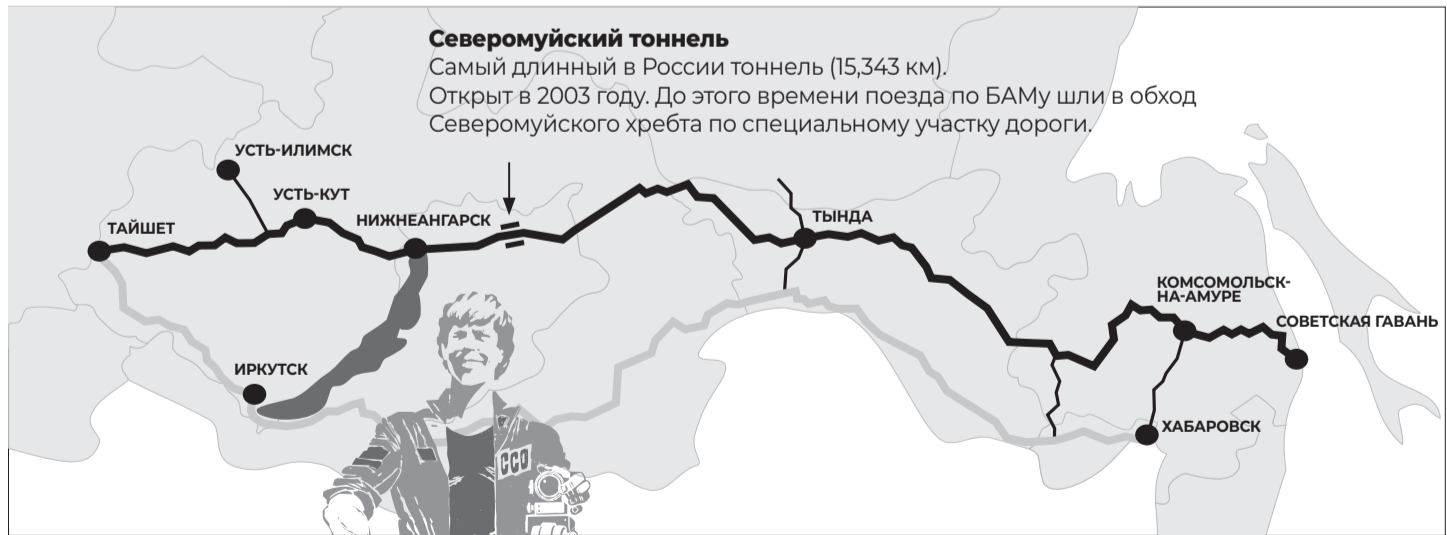 Северомуйский тоннель
Самый длинный в России тоннель (15,343 км).
Открыт в 2003 году. До этого времени поезда по БАМу шли в обход
Северомуйского хребта по специальному участку дороги.
УСТЬ-ИЛИМСК
УСТЬ-КУТ
НИЖНЕАНГАРСК
ТАЙШЕТ
ТЫНДА
КОМСОМОЛЬСК-
НА-АМУРЕ
СОВЕТСКАЯ ГАВАНЬ
ИРКУТСК
ХАБАРОВСК
ССО